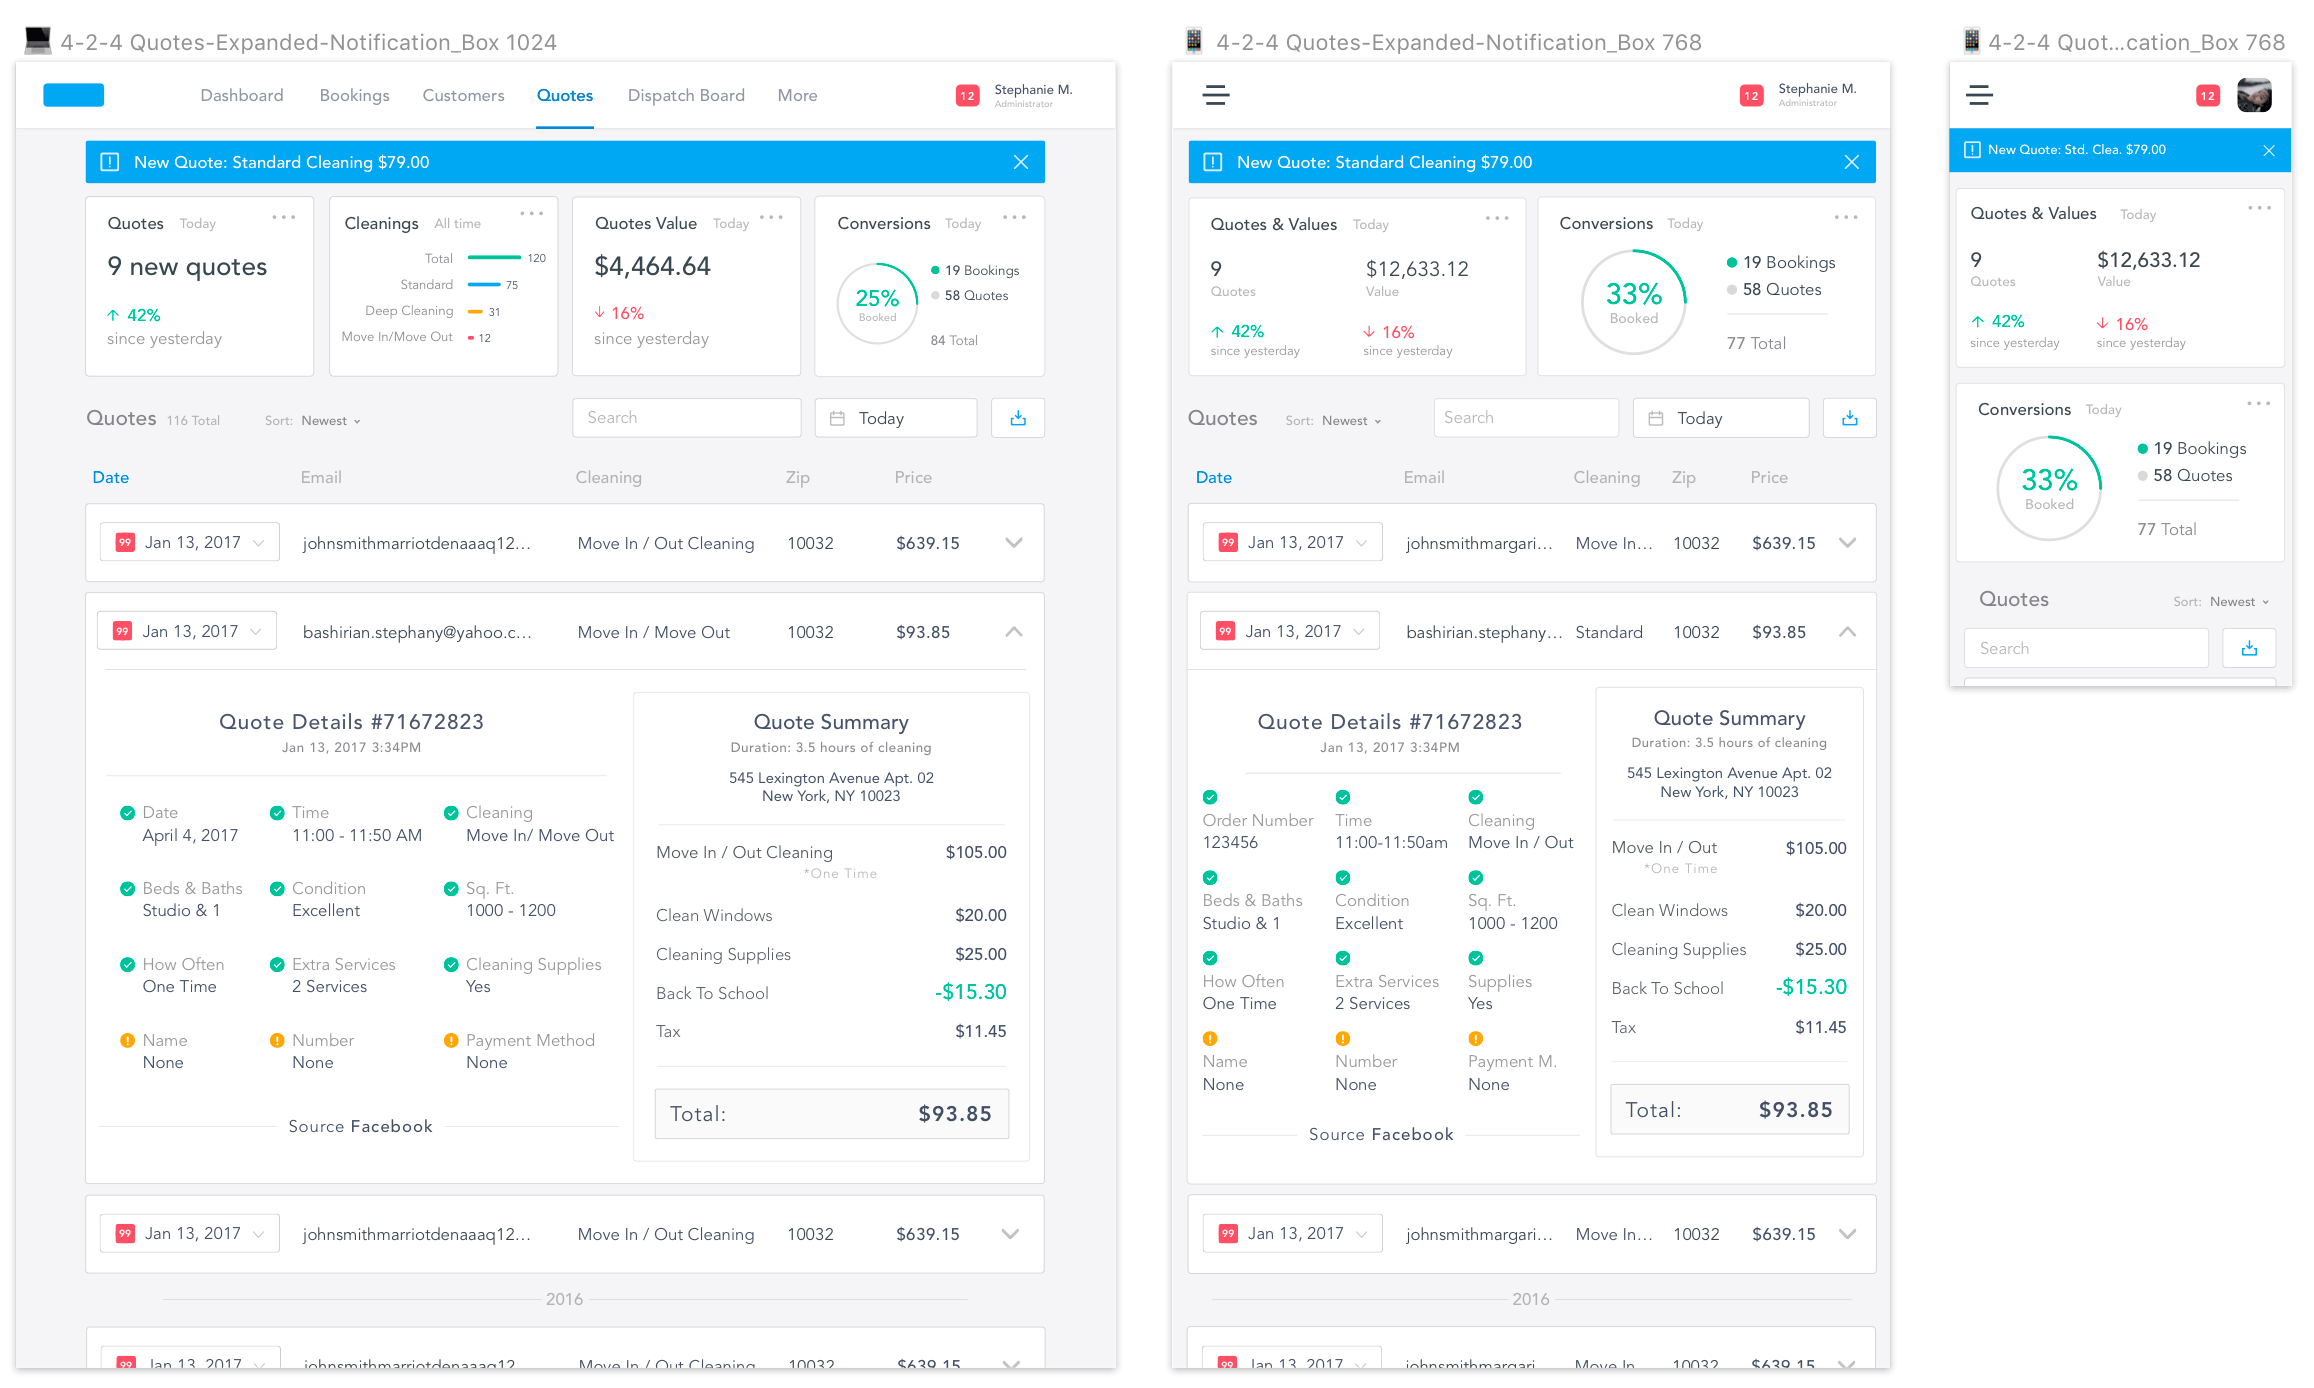 4-2-4 Quotes-Expanded-Notification_Box 1024
Dashboard Bookings Customers Quotes Dispatch Board More
12 Stephanie M.
Administrator
New Quote: Standard Cleaning $79.00
Quotes Today
9 new quotes
42%
since yesterday
Cleanings All time
Total 120
Standard 75
Deep Cleaning 31
Move In/Move Out 12
Quotes Value Today
$4,464.64
16%
since yesterday
Conversions Today
25%
Booked
19 Bookings
58 Quotes
84 Total
Quotes 116 Total Sort: Newest
Search
Today
Date Email Cleaning Zip Price
99 Jan 13, 2017 johnsmithmarriotdenaaaq12... Move In / Out Cleaning 10032 $639.15
99 Jan 13, 2017 bashirian.stephany@yahoo.c... Move In / Move Out 10032 $93.85
Quote Details #71672823
Jan 13, 2017 3:34PM
Date Time Cleaning
April 4, 2017 11:00 - 11:50 AM Move In/ Move Out
Beds & Baths Condition Sq. Ft.
Studio & 1 Excellent 1000 - 1200
How Often Extra Services Cleaning Supplies
One Time 2 Services Yes
Name Number Payment Method
None None None
Source Facebook
Quote Summary
Duration: 3.5 hours of cleaning
545 Lexington Avenue Apt. 02
New York, NY 10023
Move In / Out Cleaning $105.00
*One Time
Clean Windows $20.00
Cleaning Supplies $25.00
Back To School -$15.30
Tax $11.45
Total: $93.85
99 Jan 13, 2017 johnsmithmarriotdenaaaq12... Move In / Out Cleaning 10032 $639.15
2016
99 Jan 13, 2017 johnsmithmarriotdenaaaq12 Move In / Out Cleaning 10032 $639.15
4-2-4 Quotes-Expanded-Notification_Box 768
12 Stephanie M.
Administrator
New Quote: Standard Cleaning $79.00
Quotes & Values Today
9 $12,633.12
Quotes Value
42% 16%
since yesterday since yesterday
Conversions Today
33%
Booked
19 Bookings
58 Quotes
77 Total
Quotes Sort: Newest
Search
Today
Date Email Cleaning Zip Price
99 Jan 13, 2017 johnsmithmargari... Move In... 10032 $639.15
99 Jan 13, 2017 bashirian.stephany... Standard 10032 $93.85
Quote Details #71672823
Jan 13, 2017 3:34PM
Order Number Time Cleaning
123456 11:00-11:50am Move In / Out
Beds & Baths Condition Sq. Ft.
Studio & 1 Excellent 1000 - 1200
How Often Extra Services Supplies
One Time 2 Services Yes
Name Number Payment M.
None None None
Source Facebook
Quote Summary
Duration: 3.5 hours of cleaning
545 Lexington Avenue Apt. 02
New York, NY 10023
Move In / Out $105.00
*One Time
Clean Windows $20.00
Cleaning Supplies $25.00
Back To School -$15.30
Tax $11.45
Total: $93.85
99 Jan 13, 2017 johnsmithmargari... Move In... 10032 $639.15
2016
99 Jan 13, 2017 johnsmithmargari Move In 10032 $639.15
4-2-4 Quot...cation_Box 768
12
New Quote: Std. Clea. $79.00
Quotes & Values Today
9 $12,633.12
Quotes Value
42% 16%
since yesterday since yesterday
Conversions Today
33%
Booked
19 Bookings
58 Quotes
77 Total
Quotes Sort: Newest
Search